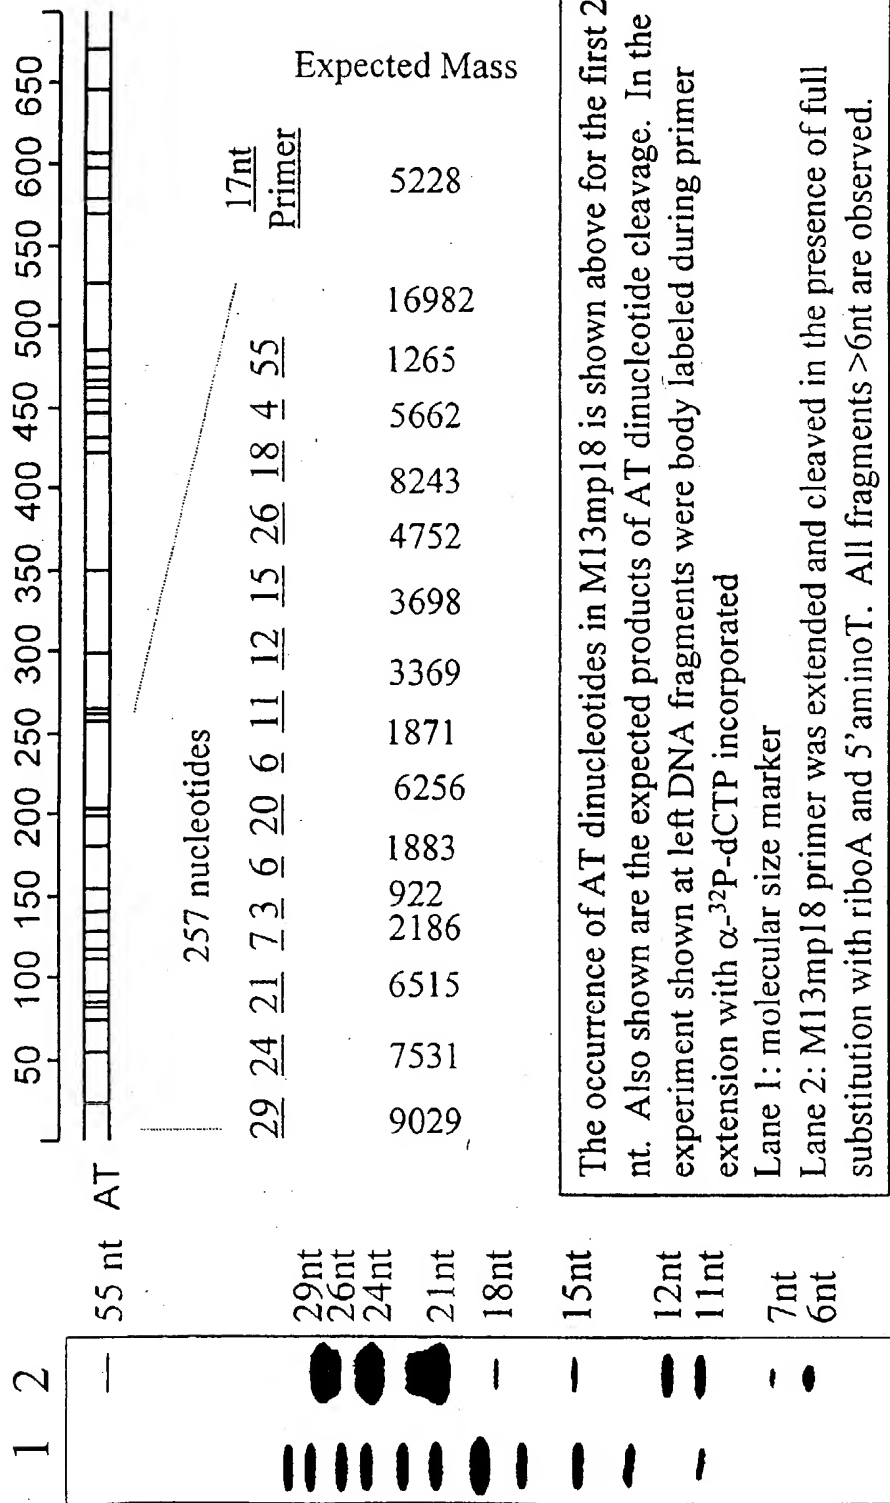 50 100 150 200 250 300 350 400 450 500 550 600 650
AT
257 nucleotides
17nt
Primer
29 24 21 7 3 6 20 6 11 12 15 26 18 4 55
Expected Mass
9029 7531 6515 2186 922 1883 6256 1871 3369 3698 4752 8243 5662 1265 16982 5228
1 2
55 nt
29nt
26nt
24nt
21nt
18nt
15nt
12nt
11nt
7nt
6nt
The occurrence of AT dinucleotides in M13mp18 is shown above for the first 2
nt. Also shown are the expected products of AT dinucleotide cleavage. In the
experiment shown at left DNA fragments were body labeled during primer
extension with α-³²P-dCTP incorporated
Lane 1: molecular size marker
Lane 2: M13mp18 primer was extended and cleaved in the presence of full
substitution with riboA and 5'aminoT. All fragments >6nt are observed.